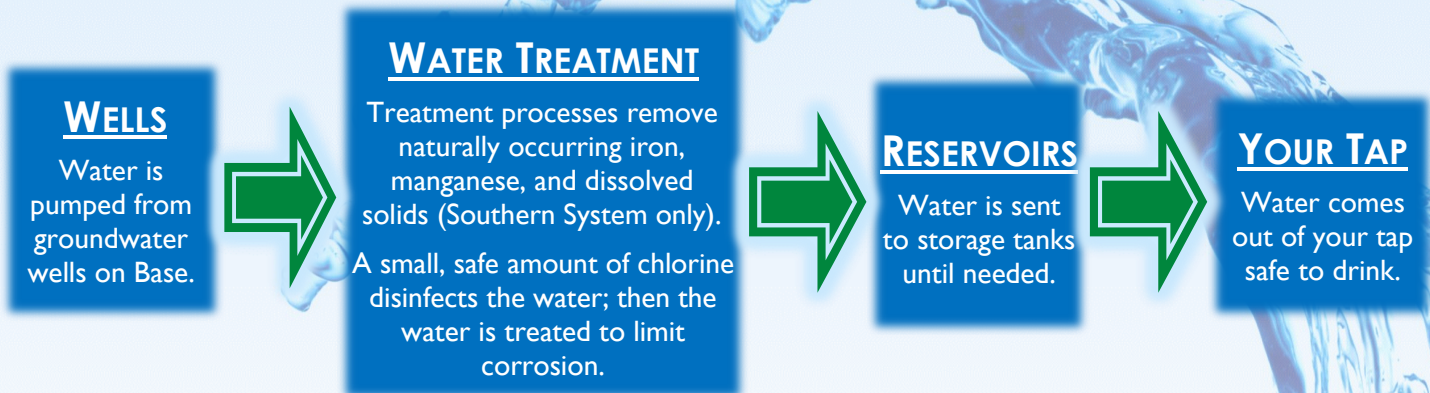 WELLS
Water is
pumped from
groundwater
wells on Base.
WATER TREATMENT
Treatment processes remove
naturally occurring iron,
manganese, and dissolved
solids (Southern System only).
A small, safe amount of chlorine
disinfects the water; then the
water is treated to limit
corrosion.
RESERVOIRS
Water is sent
to storage tanks
until needed.
YOUR TAP
Water comes
out of your tap
safe to drink.